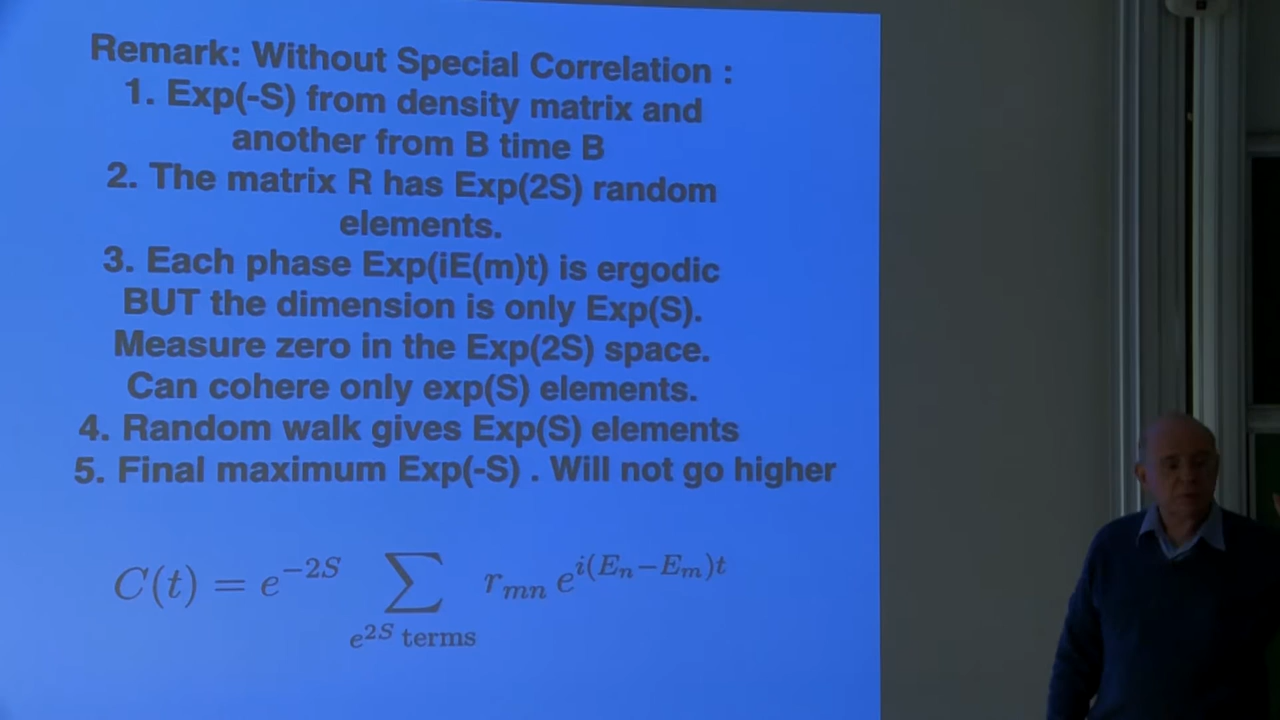 Remark: Without Special Correlation :
1. Exp(-S) from density matrix and
another from B time B
2. The matrix R has Exp(2S) random
elements.
3. Each phase Exp(iE(m)t) is ergodic
BUT the dimension is only Exp(S).
Measure zero in the Exp(2S) space.
Can cohere only exp(S) elements.
4. Random walk gives Exp(S) elements
5. Final maximum Exp(-S) . Will not go higher
C(t) = e^{-2S} \sum_{e^{2S} terms} r_{mn} e^{i(E_n-E_m)t}